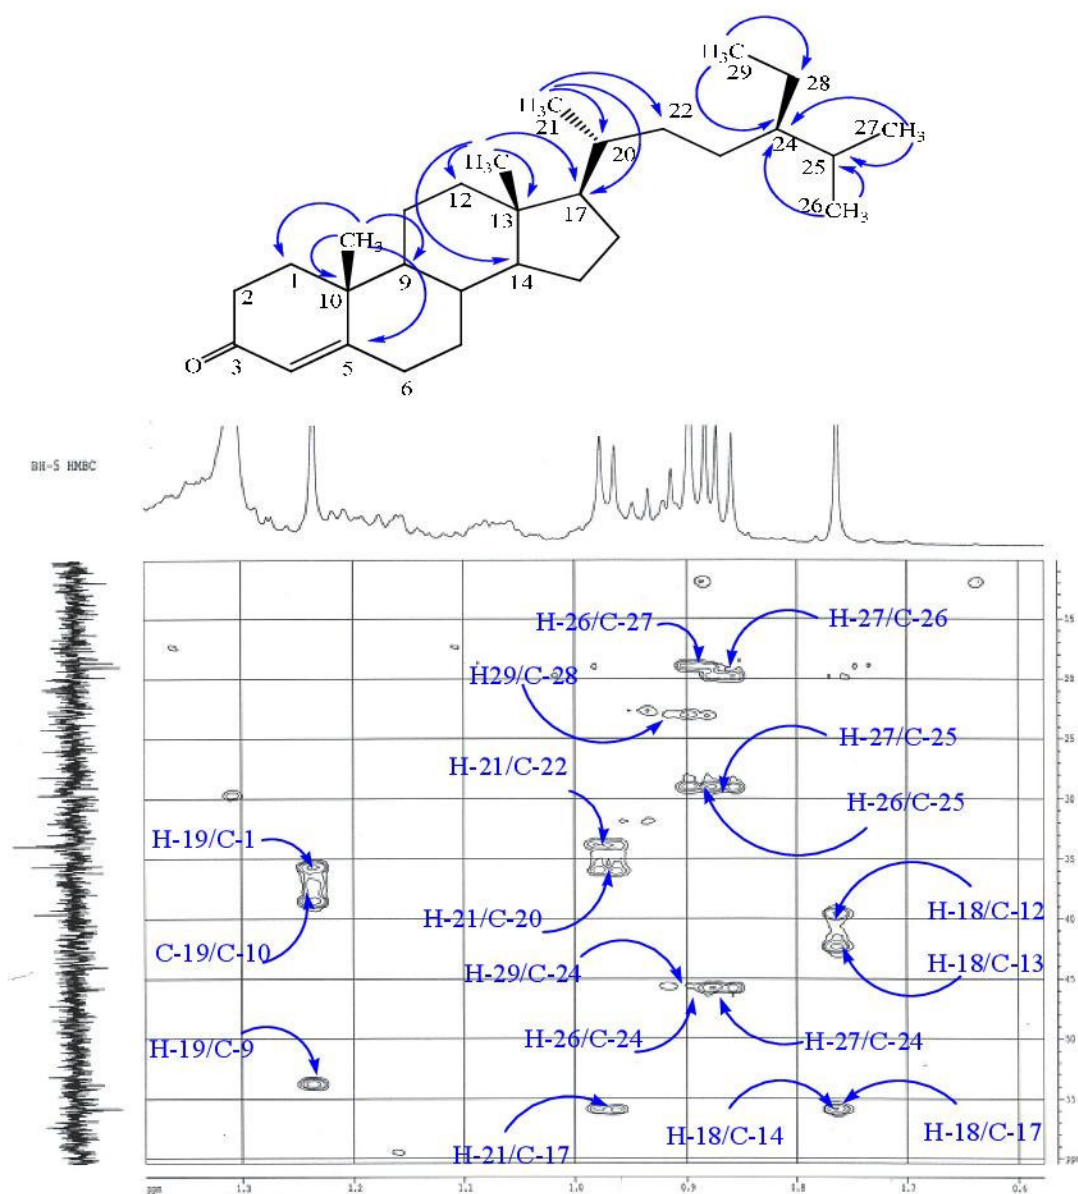 H₃C
29
28
H₃C
21
22
27
CH₃
24
20
25
H₃C
26
CH₃
12
13
17
CH₃
1
9
14
2
10
O
3
5
6
BH-S HMBC
H-26/C-27
H-27/C-26
H29/C-28
H-27/C-25
H-21/C-22
H-26/C-25
H-19/C-1
H-21/C-20
H-18/C-12
C-19/C-10
H-29/C-24
H-18/C-13
H-26/C-24
H-27/C-24
H-19/C-9
H-21/C-17
H-18/C-14
H-18/C-17
15
20
25
30
35
40
45
50
55
ppm
ppm 1.3 1.2 1.1 1.0 0.9 0.8 0.7 0.6